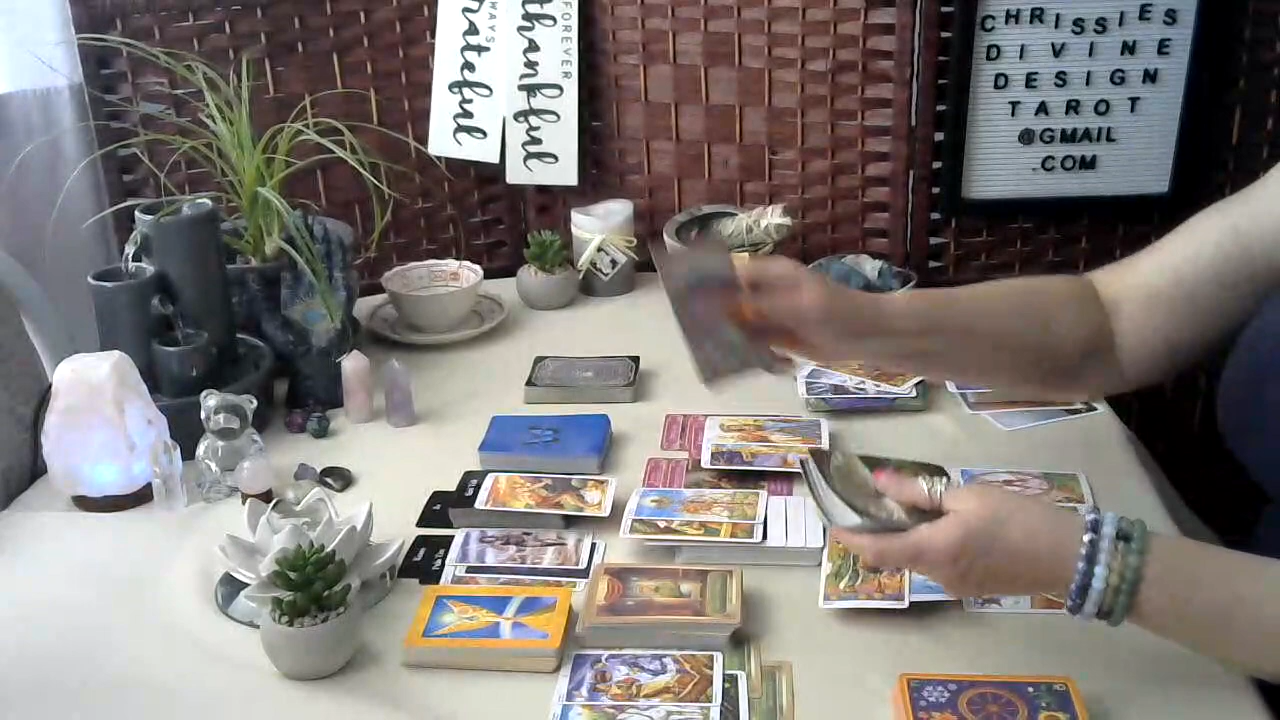 ALWAYS
grateful
FOREVER
thankful
CHRISSIES
DIVINE
DESIGN
TAROT
@GMAIL
.COM